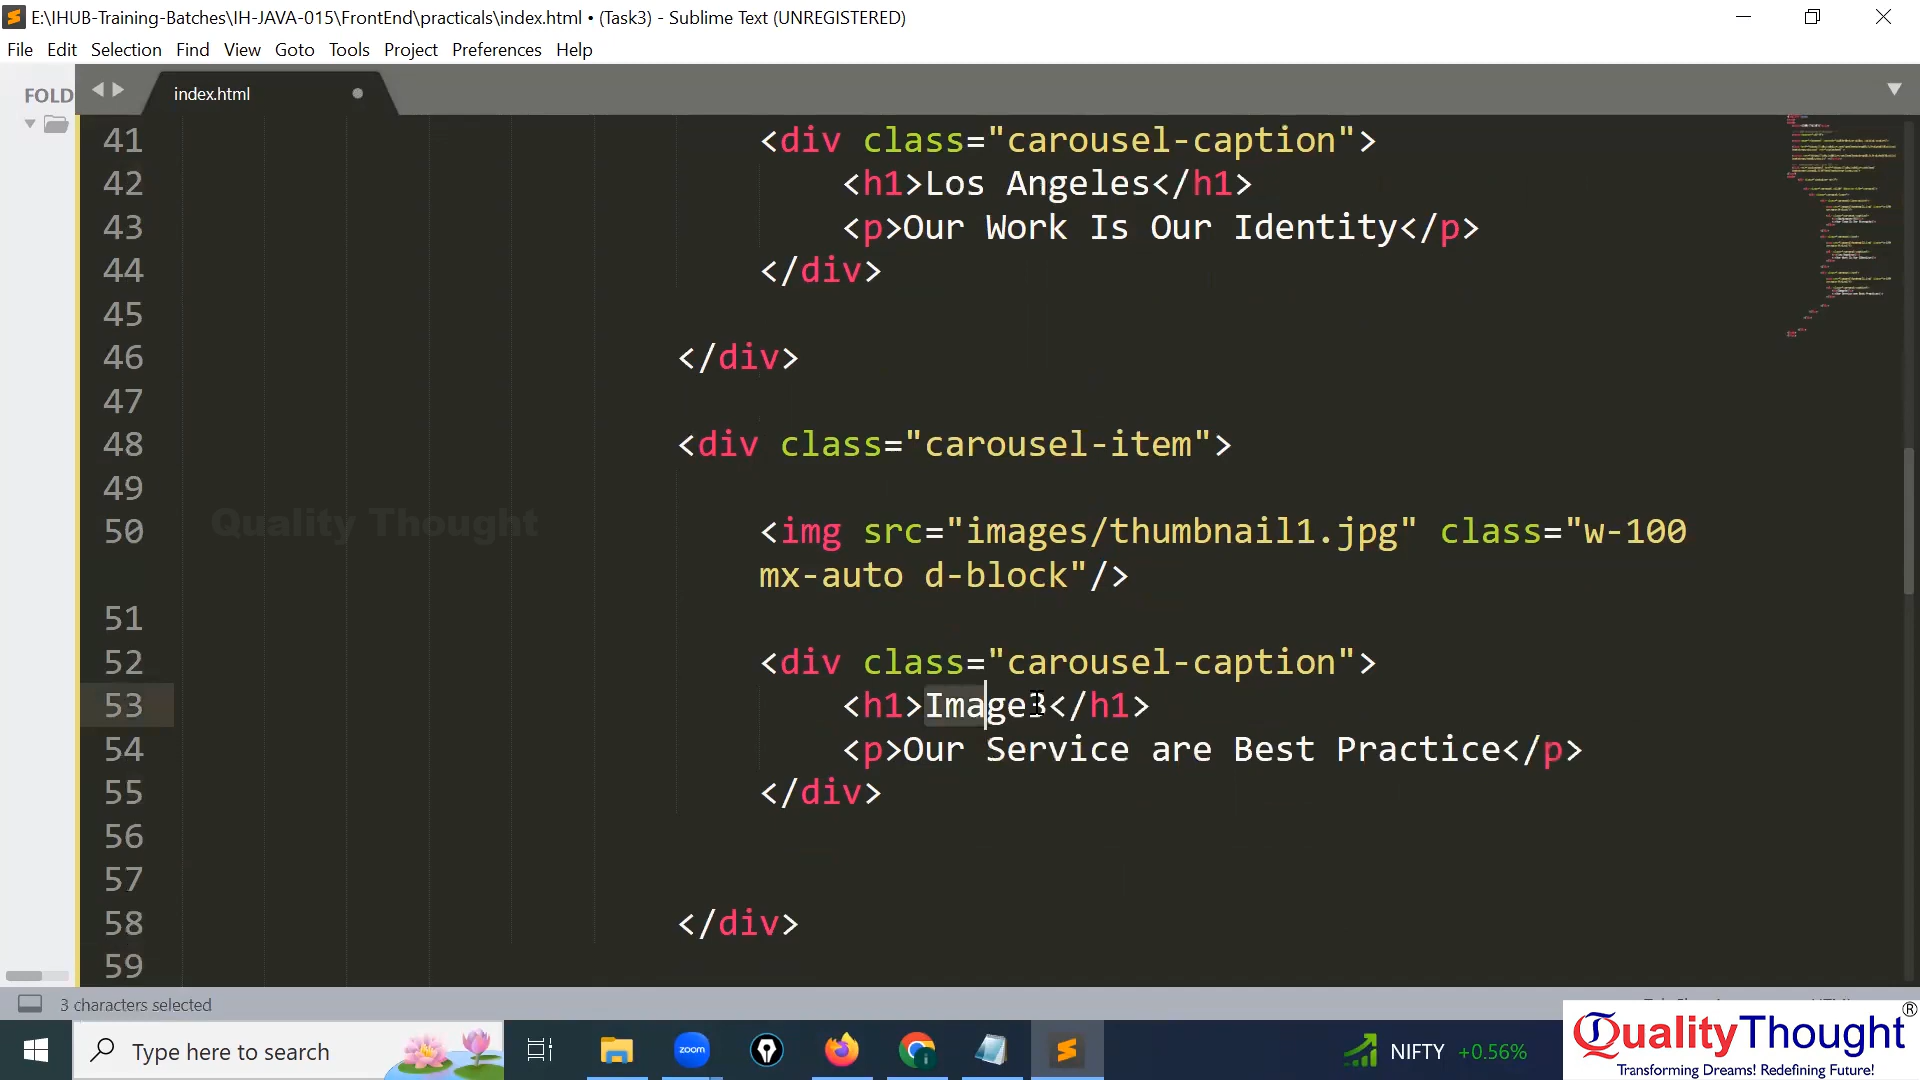 E:\IHUB-Training-Batches\IH-JAVA-015\FrontEnd\practicals\index.html • (Task3) - Sublime Text (UNREGISTERED)
File Edit Selection Find View Goto Tools Project Preferences Help
FOLD
index.html
41 <div class="carousel-caption">
42 <h1>Los Angeles</h1>
43 <p>Our Work Is Our Identity</p>
44 </div>
45
46 </div>
47
48 <div class="carousel-item">
49
Quality Thought
50 <img src="images/thumbnail1.jpg" class="w-100
mx-auto d-block"/>
51
52 <div class="carousel-caption">
53 <h1>Image3</h1>
54 <p>Our Service are Best Practice</p>
55 </div>
56
57
58 </div>
59
3 characters selected
Type here to search
zoom
NIFTY +0.56%
QualityThought®
Transforming Dreams! Redefining Future!